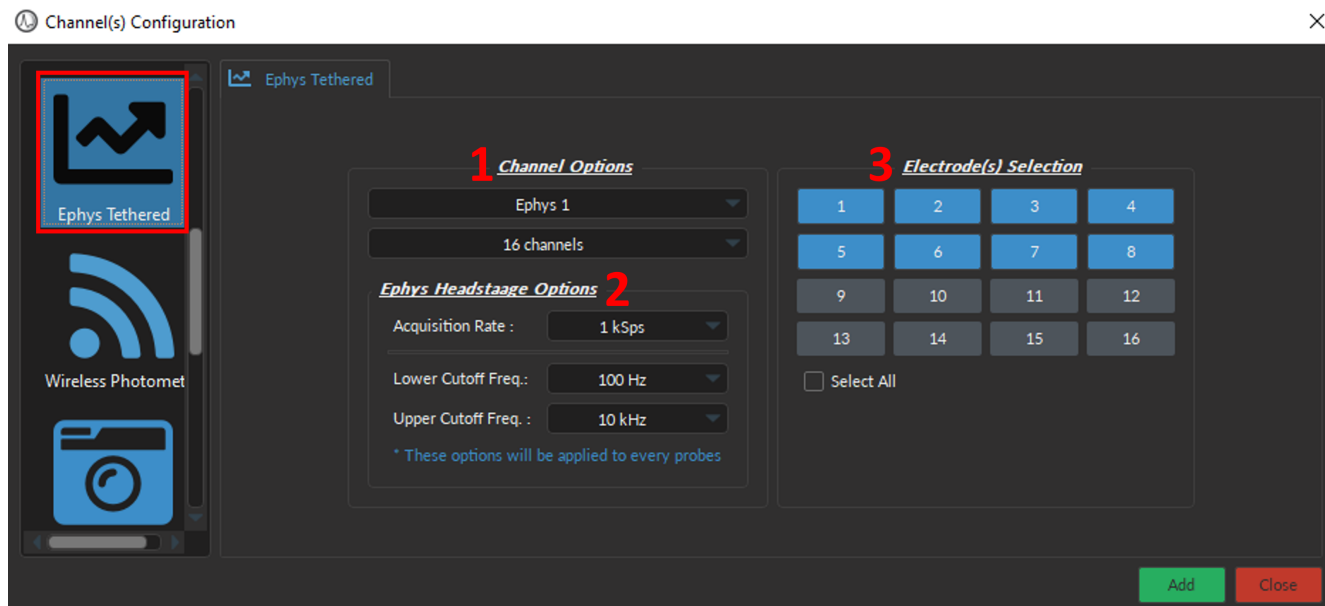 Channel(s) Configuration
Ephys Tethered
Wireless Photomet
Ephys Tethered
1 Channel Options
Ephys 1
16 channels
Ephys Headstaage Options 2
Acquisition Rate : 1 kSps
Lower Cutoff Freq.: 100 Hz
Upper Cutoff Freq. : 10 kHz
* These options will be applied to every probes
3 Electrode(s) Selection
1 2 3 4
5 6 7 8
9 10 11 12
13 14 15 16
Select All
Add Close